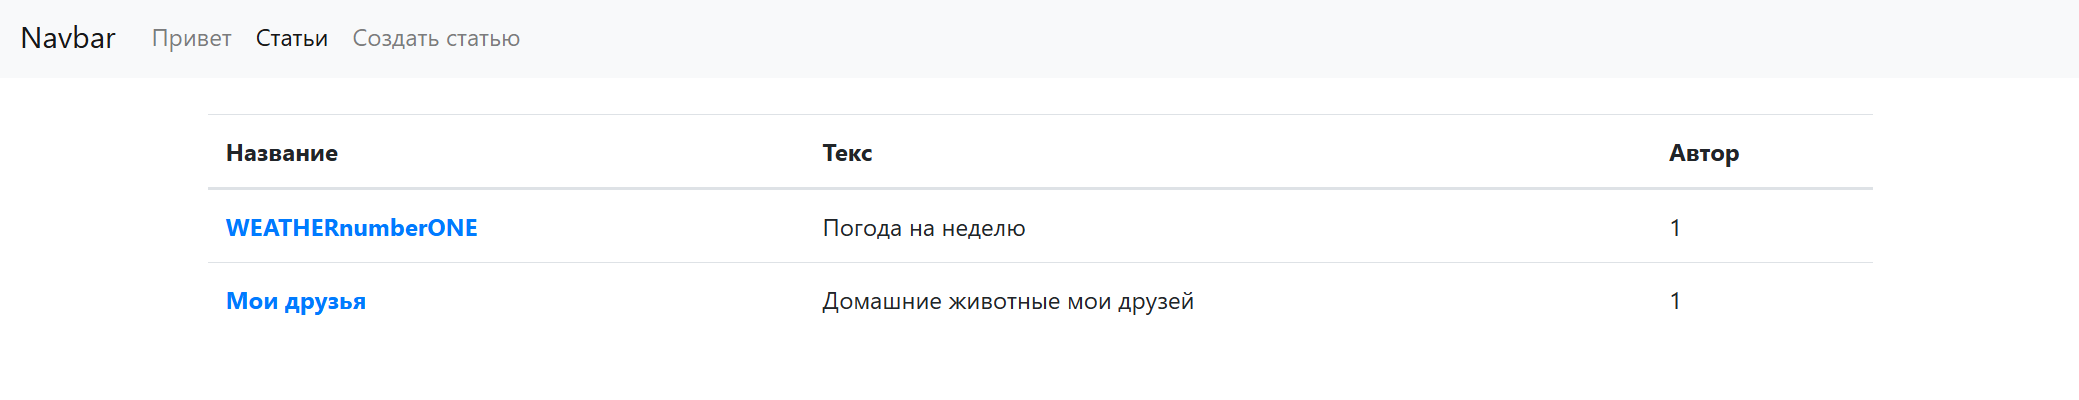 Navbar Привет Статьи Создать статью
Название Текс Автор
WEATHERnumberONE Погода на неделю 1
Мои друзья Домашние животные мои друзей 1